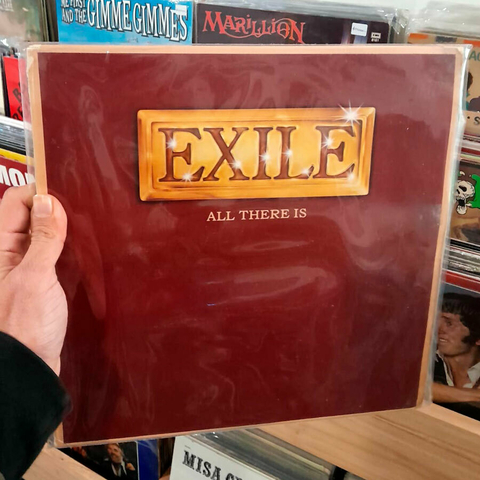 ME FIRST
AND THE GIMME GIMMES
MARILLION
EXILE
ALL THERE IS
MISA